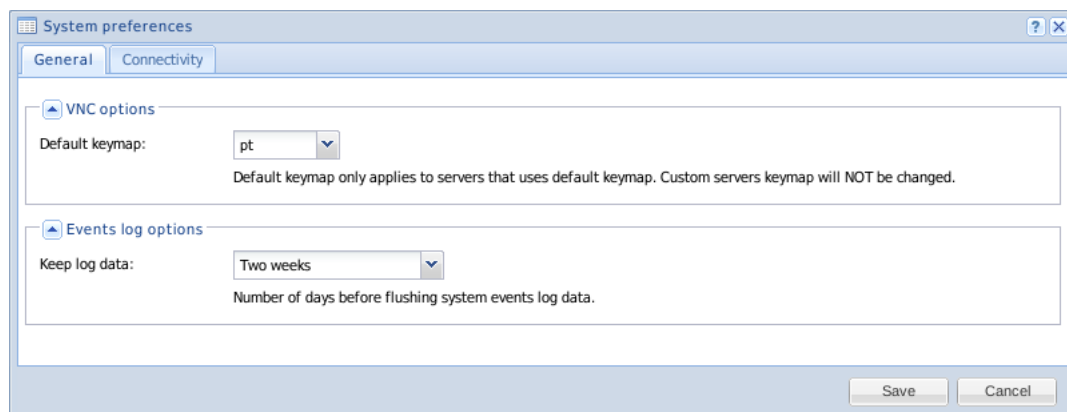 System preferences
General Connectivity
VNC options
Default keymap: pt
Default keymap only applies to servers that uses default keymap. Custom servers keymap will NOT be changed.
Events log options
Keep log data: Two weeks
Number of days before flushing system events log data.
Save Cancel